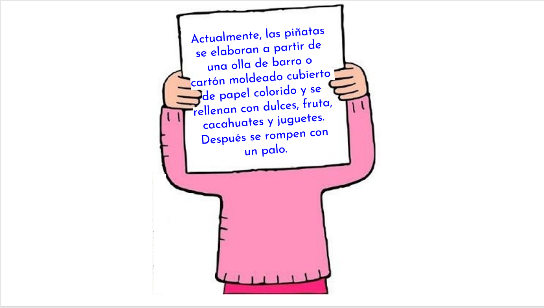 Actualmente, las piñatas
se elaboran a partir de
una olla de barro o
cartón moldeado cubierto
de papel colorido y se
rellenan con dulces, fruta,
cacahuates y juguetes.
Después se rompen con
un palo.